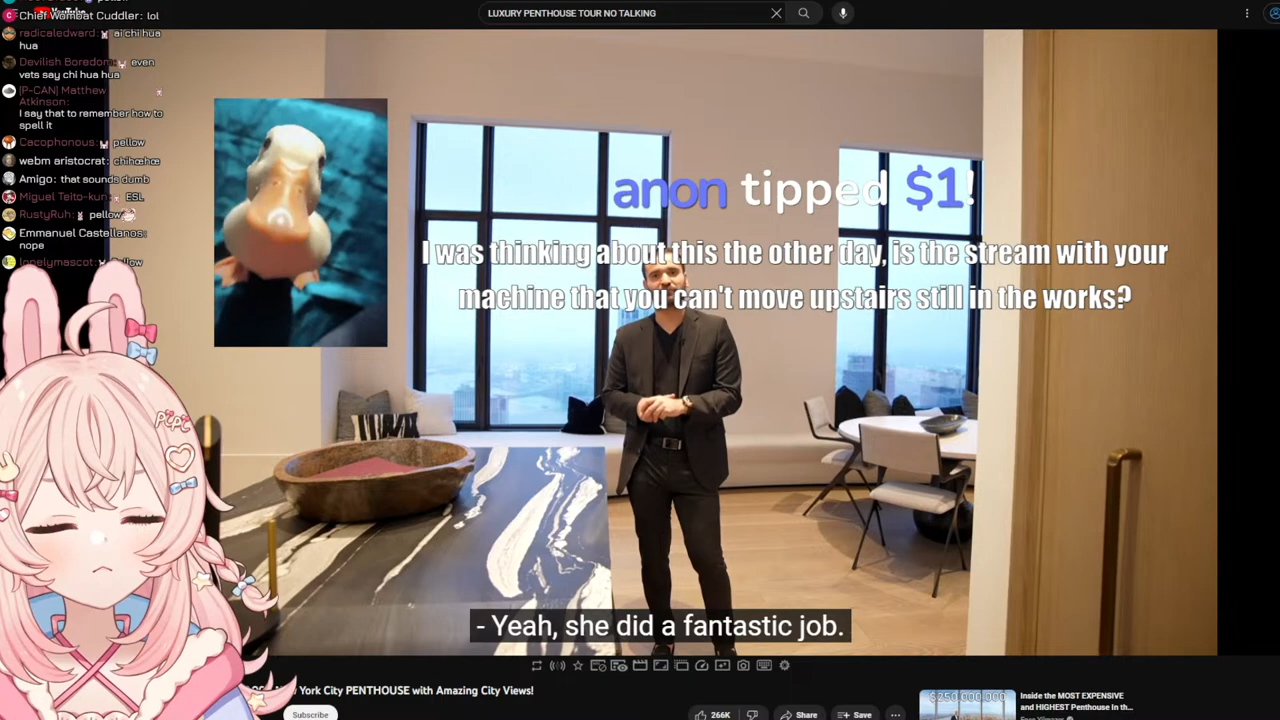 Chief Wombat Cuddler: lol
radicaledward: ai chi hua
hua
Devilish Boredom: even
vets say chi hua hua
[P-CAN] Matthew
Atkinson:
I say that to remember how to
spell it
Cacophonous: pellow
webm aristocrat: chihœhœ
Amigo: that sounds dumb
Miguel Teito-kun: ESL
RustyRuh: pellow
Emmanuel Castellanos:
nope
lonelymascot:
LUXURY PENTHOUSE TOUR NO TALKING
anon tipped $1!
I was thinking about this the other day, is the stream with your
machine that you can't move upstairs still in the works?
PiPi
- Yeah, she did a fantastic job.
York City PENTHOUSE with Amazing City Views!
Subscribe
266K
Share
Save
$250,000,000
Inside the MOST EXPENSIVE
and HIGHEST Penthouse In th...